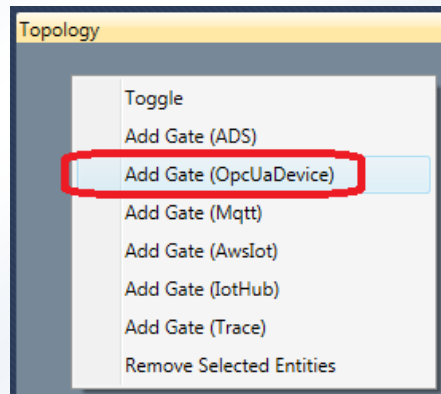 Topology
Toggle
Add Gate (ADS)
Add Gate (OpcUaDevice)
Add Gate (Mqtt)
Add Gate (AwsIot)
Add Gate (IotHub)
Add Gate (Trace)
Remove Selected Entities